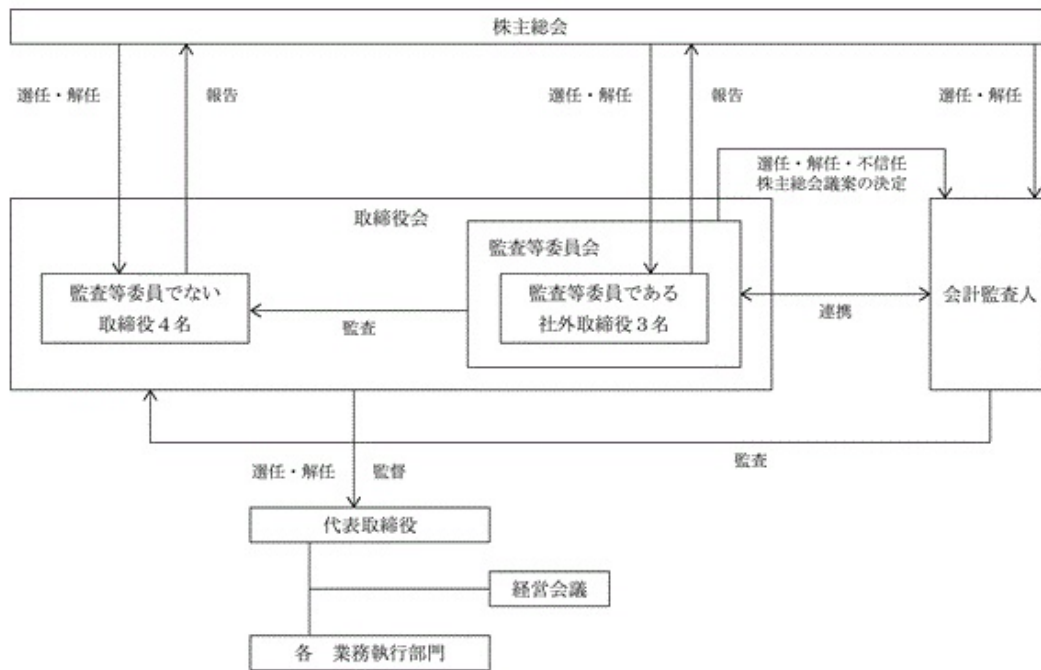 株主総会
選任・解任
報告
選任・解任
報告
選任・解任
選任・解任・不信任
株主総会議案の決定
取締役会
監査等委員会
監査等委員でない
取締役4名
監査
監査等委員である
社外取締役3名
連携
会計監査人
監査
選任・解任
監督
代表取締役
経営会議
各 業務執行部門